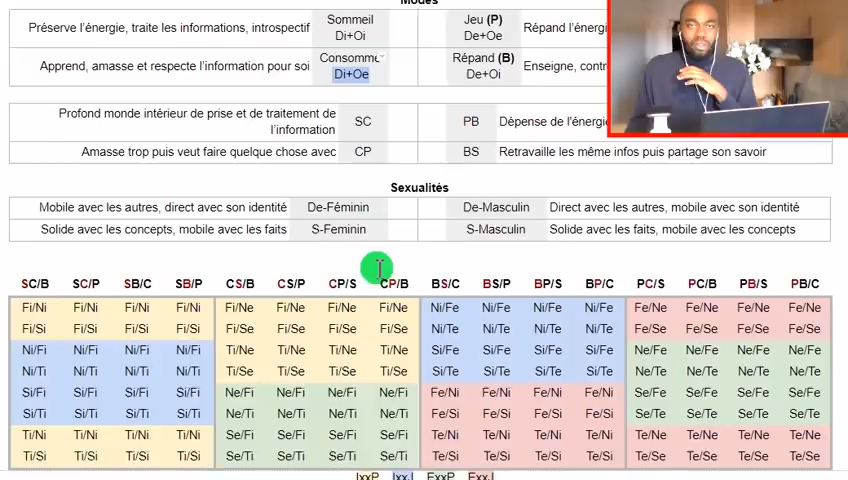 Modes
Préserve l'énergie, traite les informations, introspectif Sommeil Di+Oi Jeu (P) De+Oe Répand l'énergi
Apprend, amasse et respecte l'information pour soi Consomme Di+Oe Répand (B) De+Oi Enseigne, contr
Profond monde intérieur de prise et de traitement de l'information SC PB Dépense de l'énergi
Amasse trop puis veut faire quelque chose avec CP BS Retravaille les même infos puis partage son savoir
Sexualités
Mobile avec les autres, direct avec son identité De-Féminin De-Masculin Direct avec les autres, mobile avec son identité
Solide avec les concepts, mobile avec les faits S-Feminin S-Masculin Solide avec les faits, mobile avec les concepts
SC/B SC/P SB/C SB/P CS/B CS/P CP/S CP/B BS/C BS/P BP/S BP/C PC/S PC/B PB/S PB/C
Fi/Ni Fi/Ni Fi/Ni Fi/Ni Fi/Ne Fi/Ne Fi/Ne Fi/Ne Ni/Fe Ni/Fe Ni/Fe Ni/Fe Fe/Ne Fe/Ne Fe/Ne Fe/Ne
Fi/Si Fi/Si Fi/Si Fi/Si Fi/Se Fi/Se Fi/Se Fi/Se Ni/Te Ni/Te Ni/Te Ni/Te Fe/Se Fe/Se Fe/Se Fe/Se
Ni/Fi Ni/Fi Ni/Fi Ni/Fi Ti/Ne Ti/Ne Ti/Ne Ti/Ne Si/Fe Si/Fe Si/Fe Si/Fe Ne/Fe Ne/Fe Ne/Fe Ne/Fe
Ni/Ti Ni/Ti Ni/Ti Ni/Ti Ti/Se Ti/Se Ti/Se Ti/Se Si/Te Si/Te Si/Te Si/Te Ne/Te Ne/Te Ne/Te Ne/Te
Si/Fi Si/Fi Si/Fi Si/Fi Ne/Fi Ne/Fi Ne/Fi Ne/Fi Fe/Ni Fe/Ni Fe/Ni Fe/Ni Se/Fe Se/Fe Se/Fe Se/Fe
Si/Ti Si/Ti Si/Ti Si/Ti Ne/Ti Ne/Ti Ne/Ti Ne/Ti Fe/Si Fe/Si Fe/Si Fe/Si Se/Te Se/Te Se/Te Se/Te
Ti/Ni Ti/Ni Ti/Ni Ti/Ni Se/Fi Se/Fi Se/Fi Se/Fi Te/Ni Te/Ni Te/Ni Te/Ni Te/Ne Te/Ne Te/Ne Te/Ne
Ti/Si Ti/Si Ti/Si Ti/Si Se/Ti Se/Ti Se/Ti Se/Ti Te/Si Te/Si Te/Si Te/Si Te/Se Te/Se Te/Se Te/Se
IxxP IxxJ ExxP ExxJ